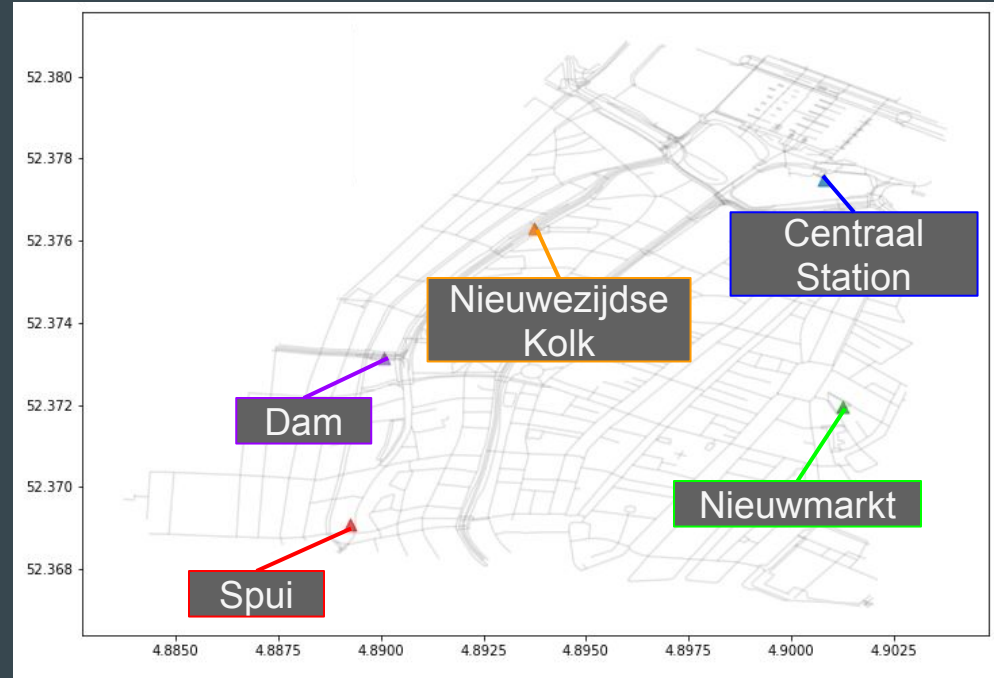 52.380
52.378
52.376
52.374
52.372
52.370
52.368
Centraal
Station
Nieuwezijdse
Kolk
Dam
Nieuwmarkt
Spui
4.8850 4.8875 4.8900 4.8925 4.8950 4.8975 4.9000 4.9025